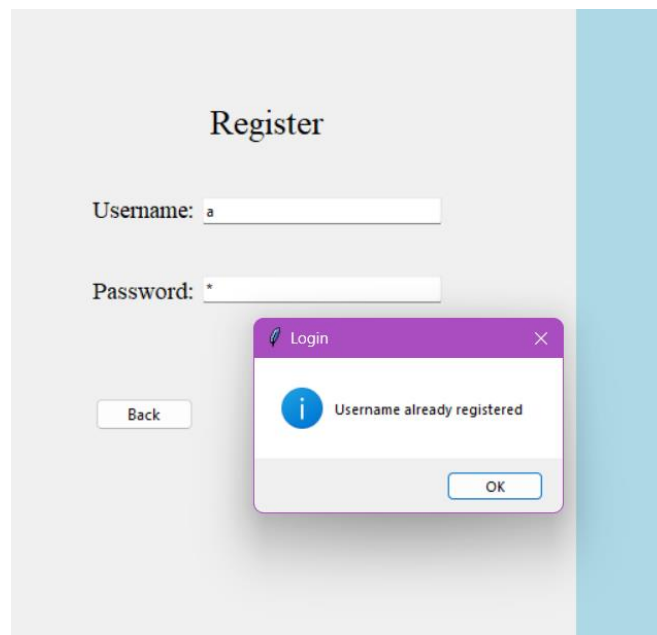 Register
Username: a
Password: *
Login
Username already registered
Back
OK